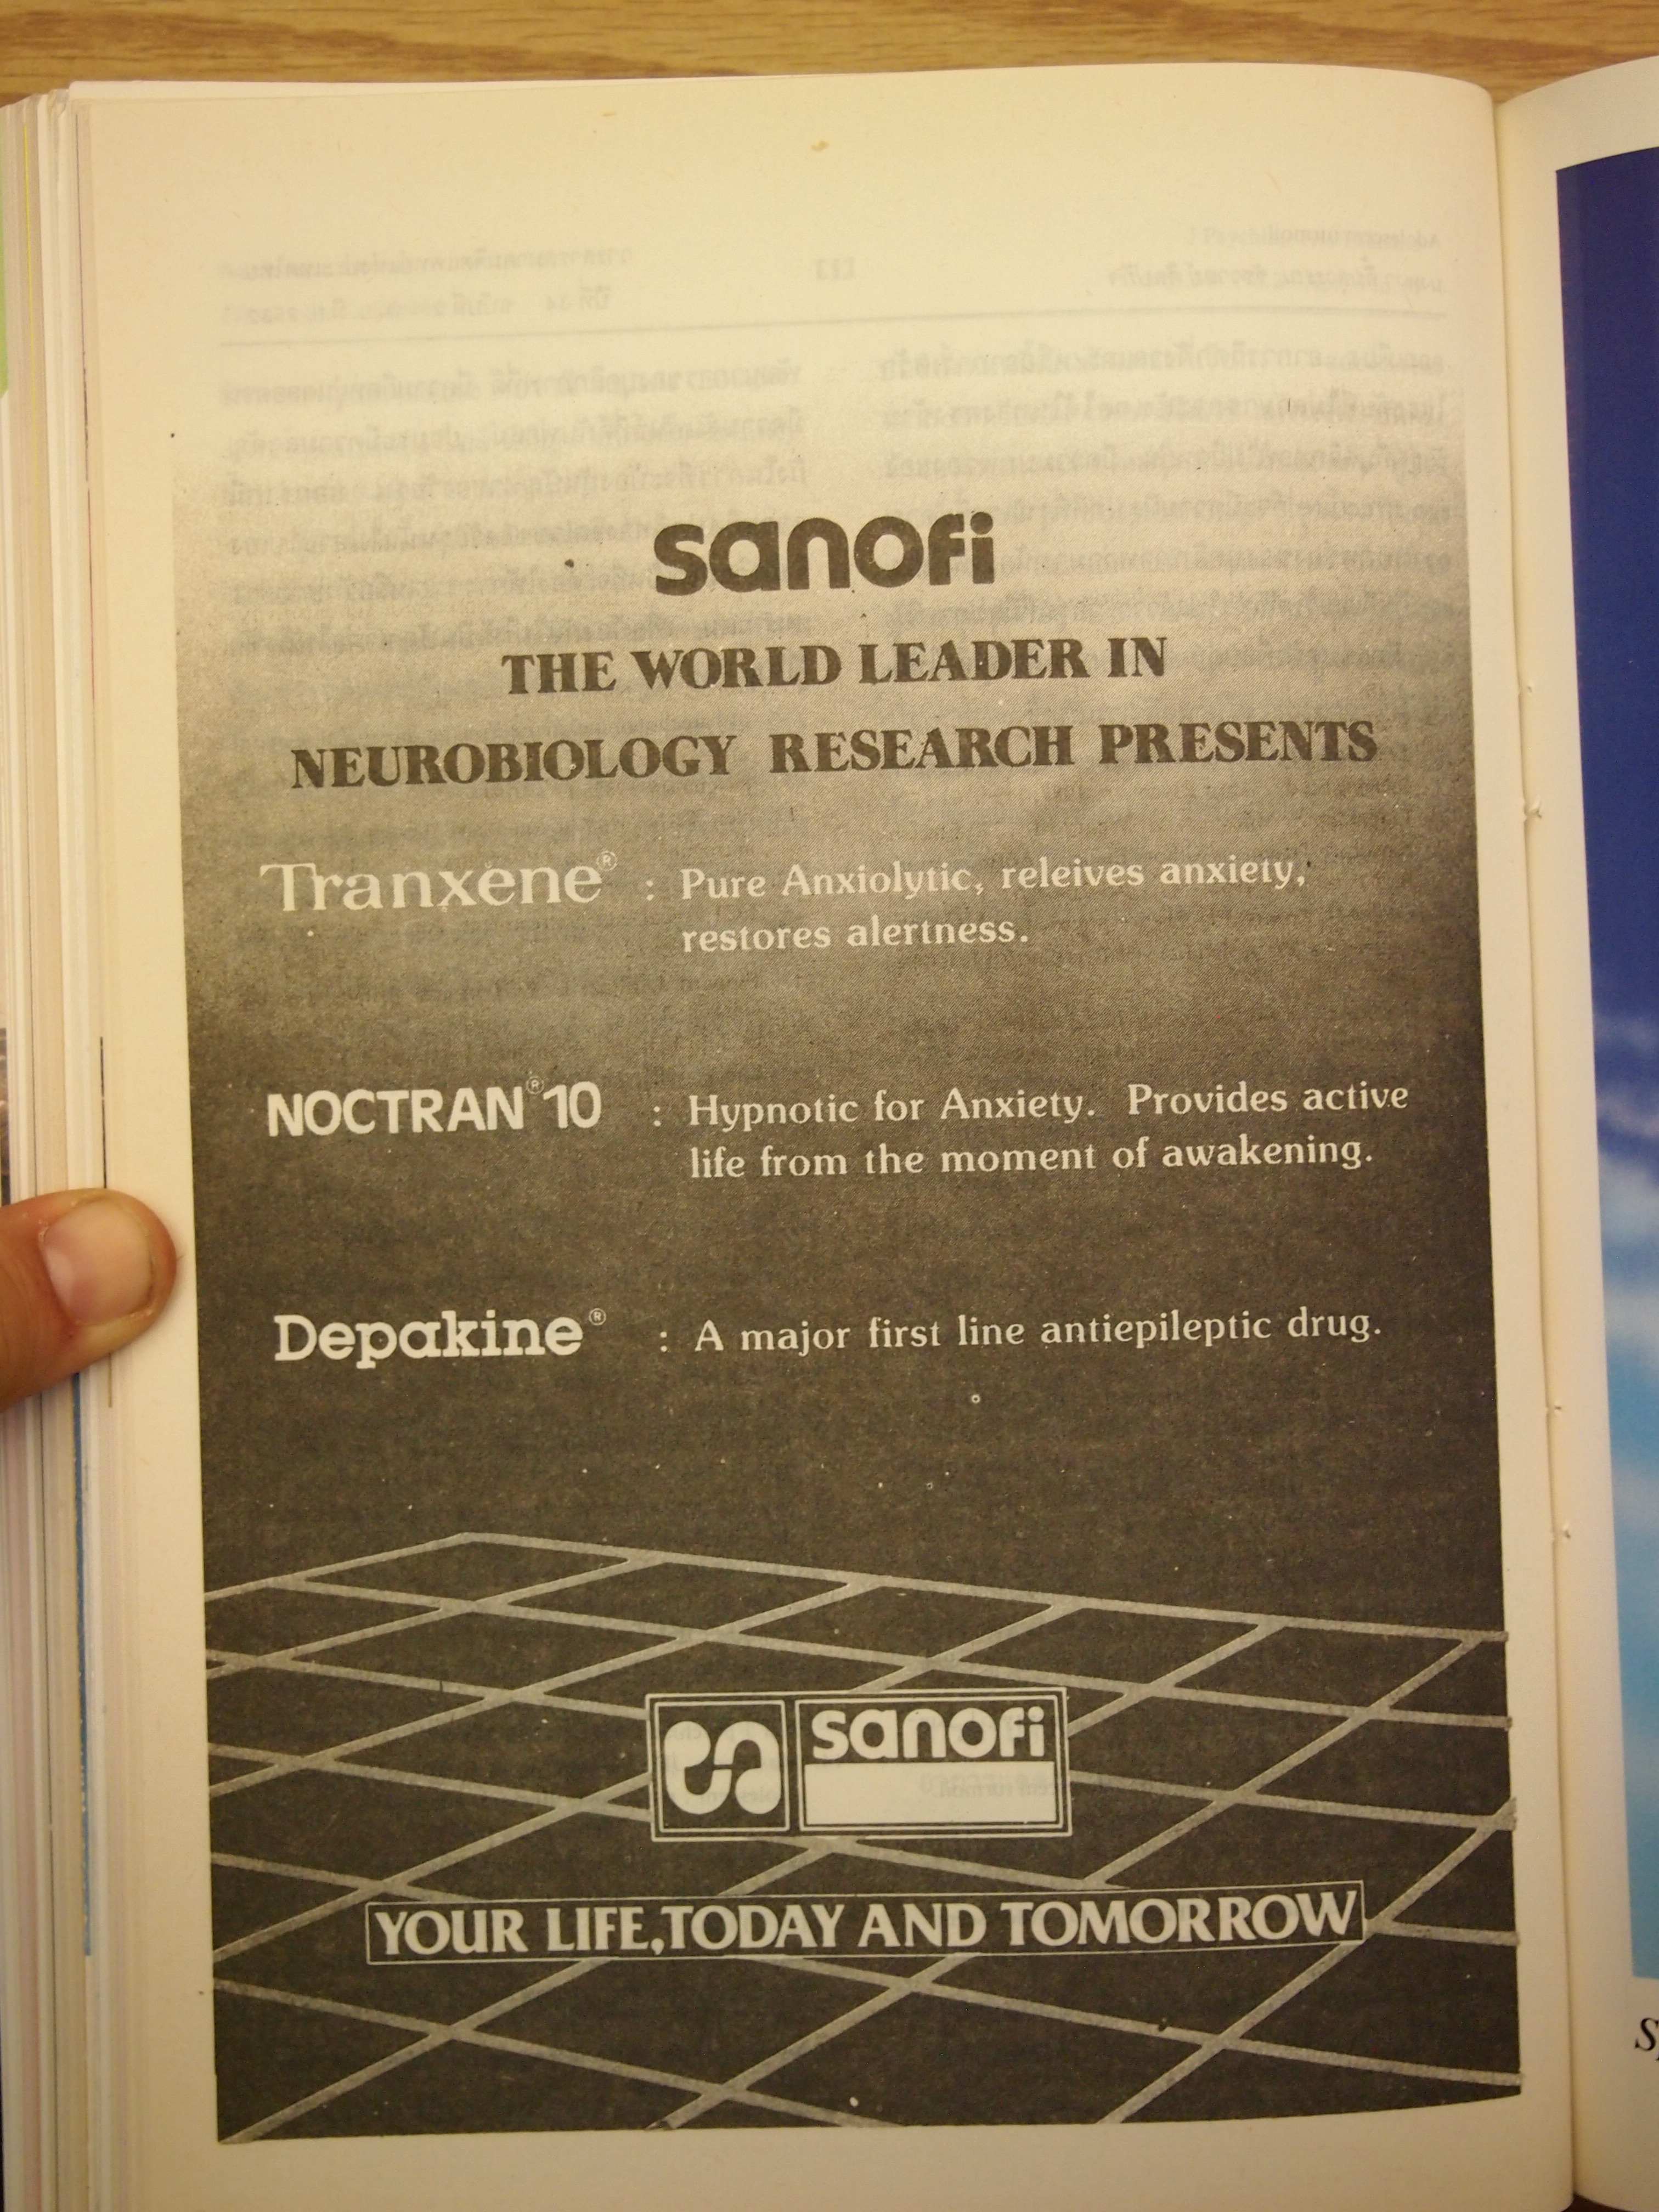 sanofi
THE WORLD LEADER IN
NEUROBIOLOGY RESEARCH PRESENTS
Tranxène® : Pure Anxiolytic, releives anxiety,
restores alertness.
NOCTRAN® 10 : Hypnotic for Anxiety. Provides active
life from the moment of awakening.
Depakine® : A major first line antiepileptic drug.
sanofi
YOUR LIFE,TODAY AND TOMORROW